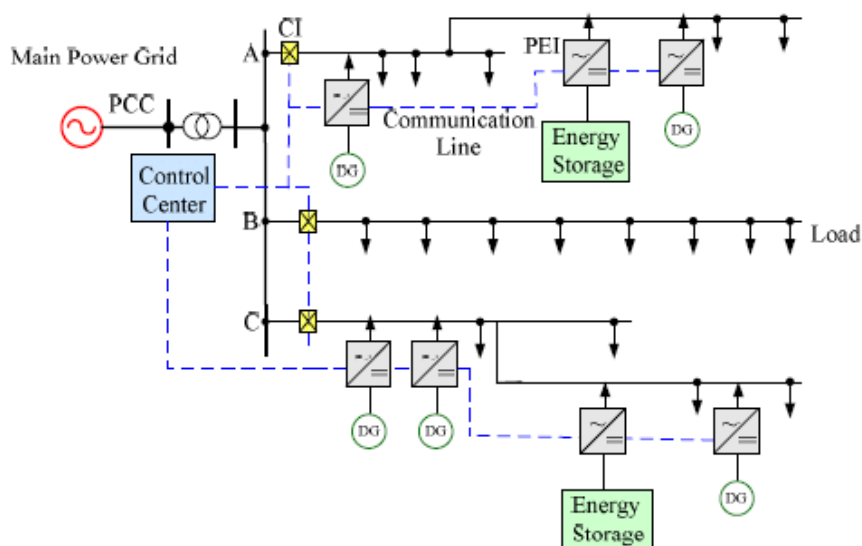 CI
A
PEI
Main Power Grid
PCC
DG
Communication
Line
Energy
Storage
DG
Control
Center
B
Load
C
DG
DG
DG
Energy
Storage